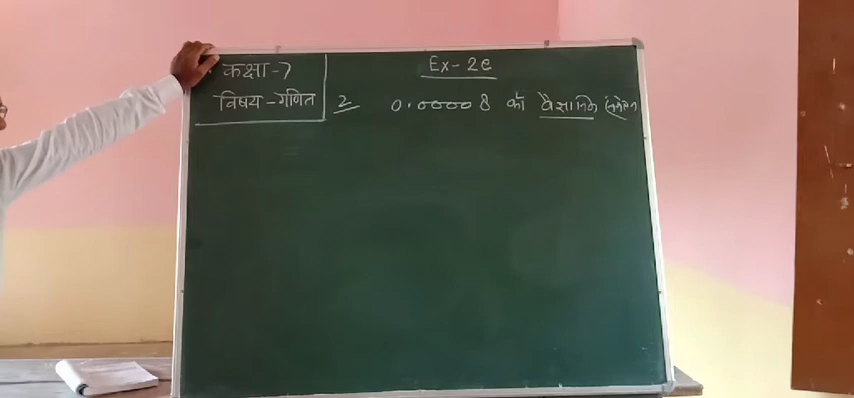 कक्षा-7
विषय-गणित
Ex-2e
2 0.00008 को वैज्ञानिक संकेतन